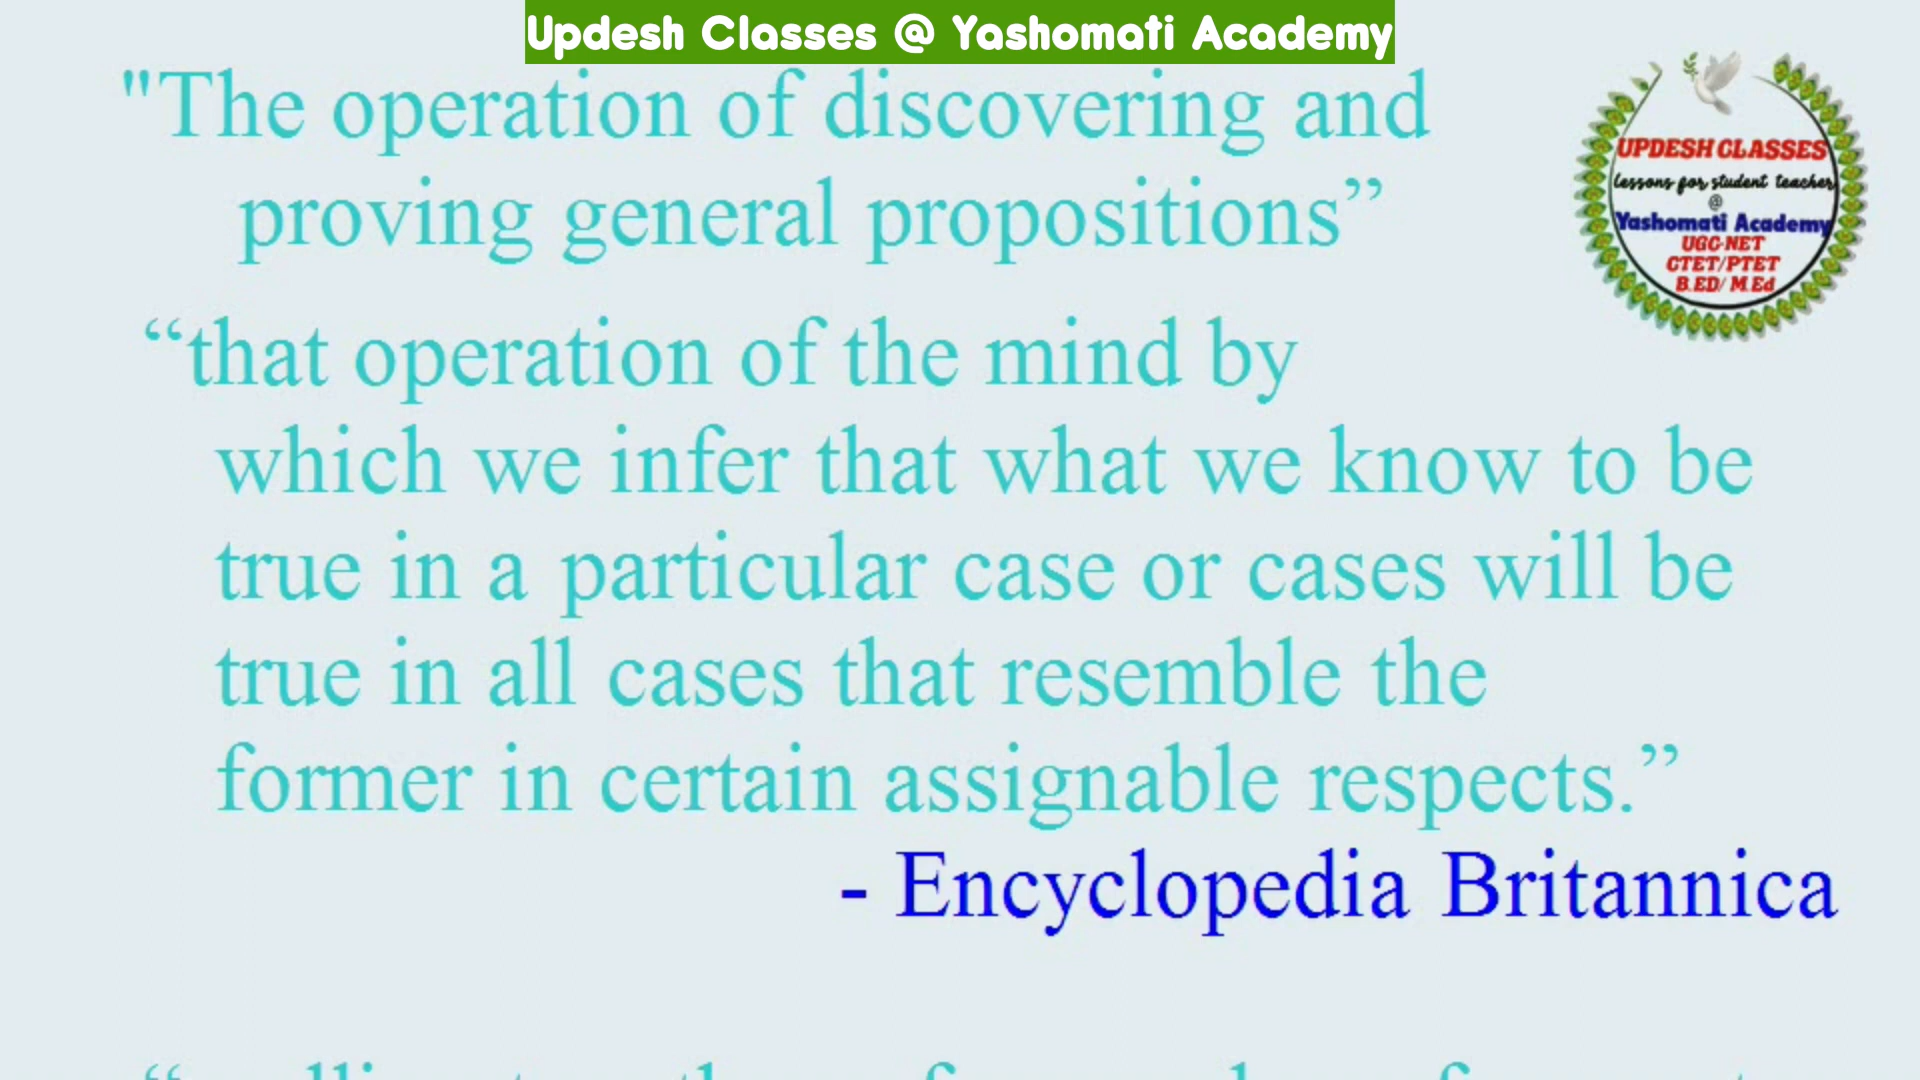 Updesh Classes @ Yashomati Academy
"The operation of discovering and
proving general propositions”
“that operation of the mind by
which we infer that what we know to be
true in a particular case or cases will be
true in all cases that resemble the
former in certain assignable respects.”
- Encyclopedia Britannica
UPDESH CLASSES
lessons for student teacher
@
Yashomati Academy
UGC-NET
CTET/PTET
B.ED/ M.Ed